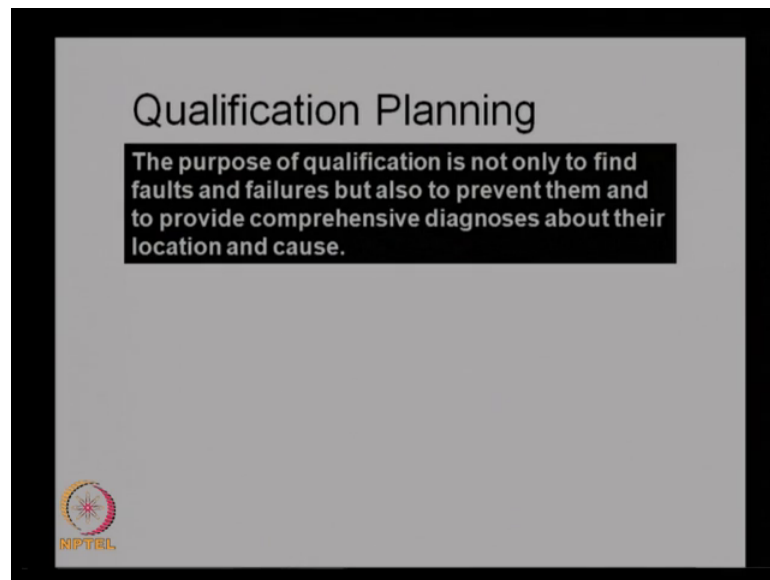 Qualification Planning
The purpose of qualification is not only to find
faults and failures but also to prevent them and
to provide comprehensive diagnoses about their
location and cause.
NPTEL